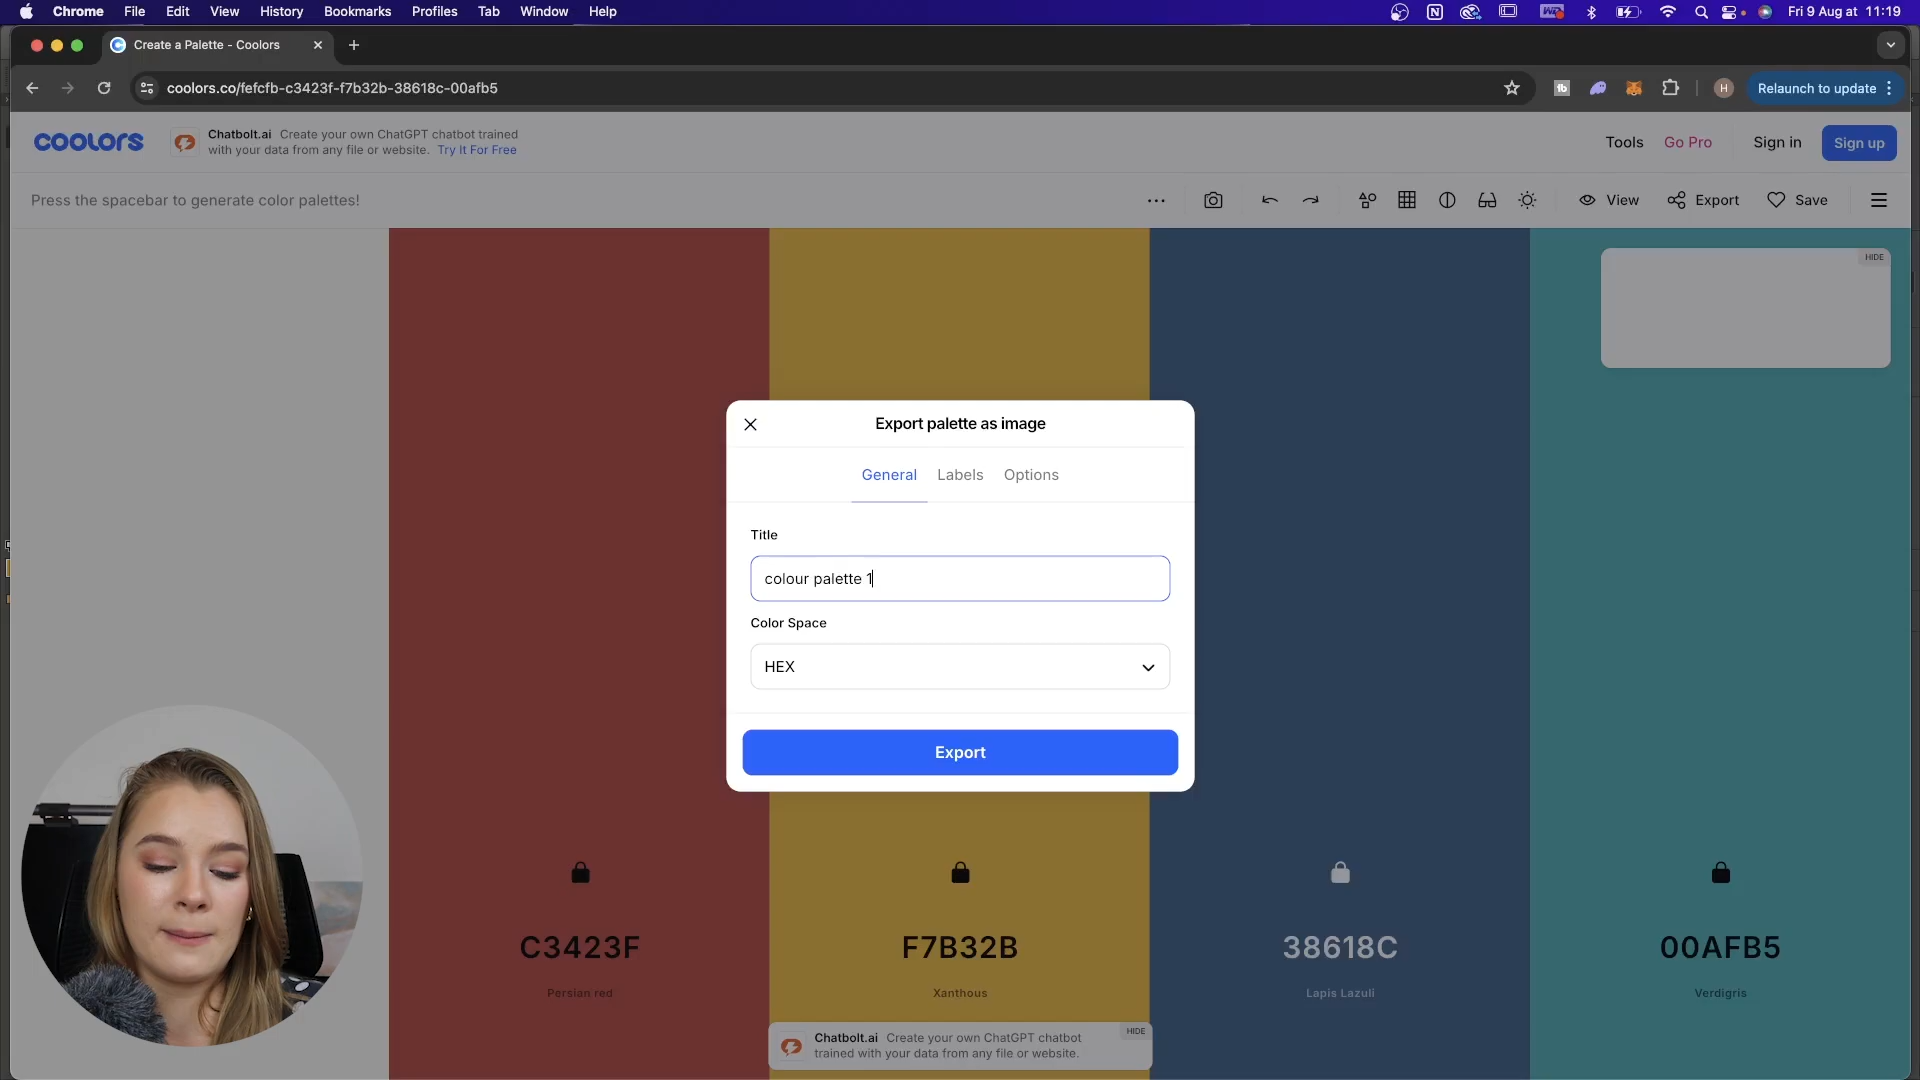 Chrome File Edit View History Bookmarks Profiles Tab Window Help
Fri 9 Aug at 11:19
Create a Palette - Coolors
coolors.co/fefcfb-c3423f-f7b32b-38618c-00afb5
tb
H
Relaunch to update
coolors
Chatbolt.ai Create your own ChatGPT chatbot trained
with your data from any file or website. Try It For Free
Tools
Go Pro
Sign in
Sign up
Press the spacebar to generate color palettes!
View
Export
Save
HIDE
Export palette as image
General
Labels
Options
Title
colour palette 1
Color Space
HEX
Export
C3423F
F7B32B
38618C
00AFB5
Persian red
Xanthous
Lapis Lazuli
Verdigris
Chatbolt.ai Create your own ChatGPT chatbot
trained with your data from any file or website.
HIDE